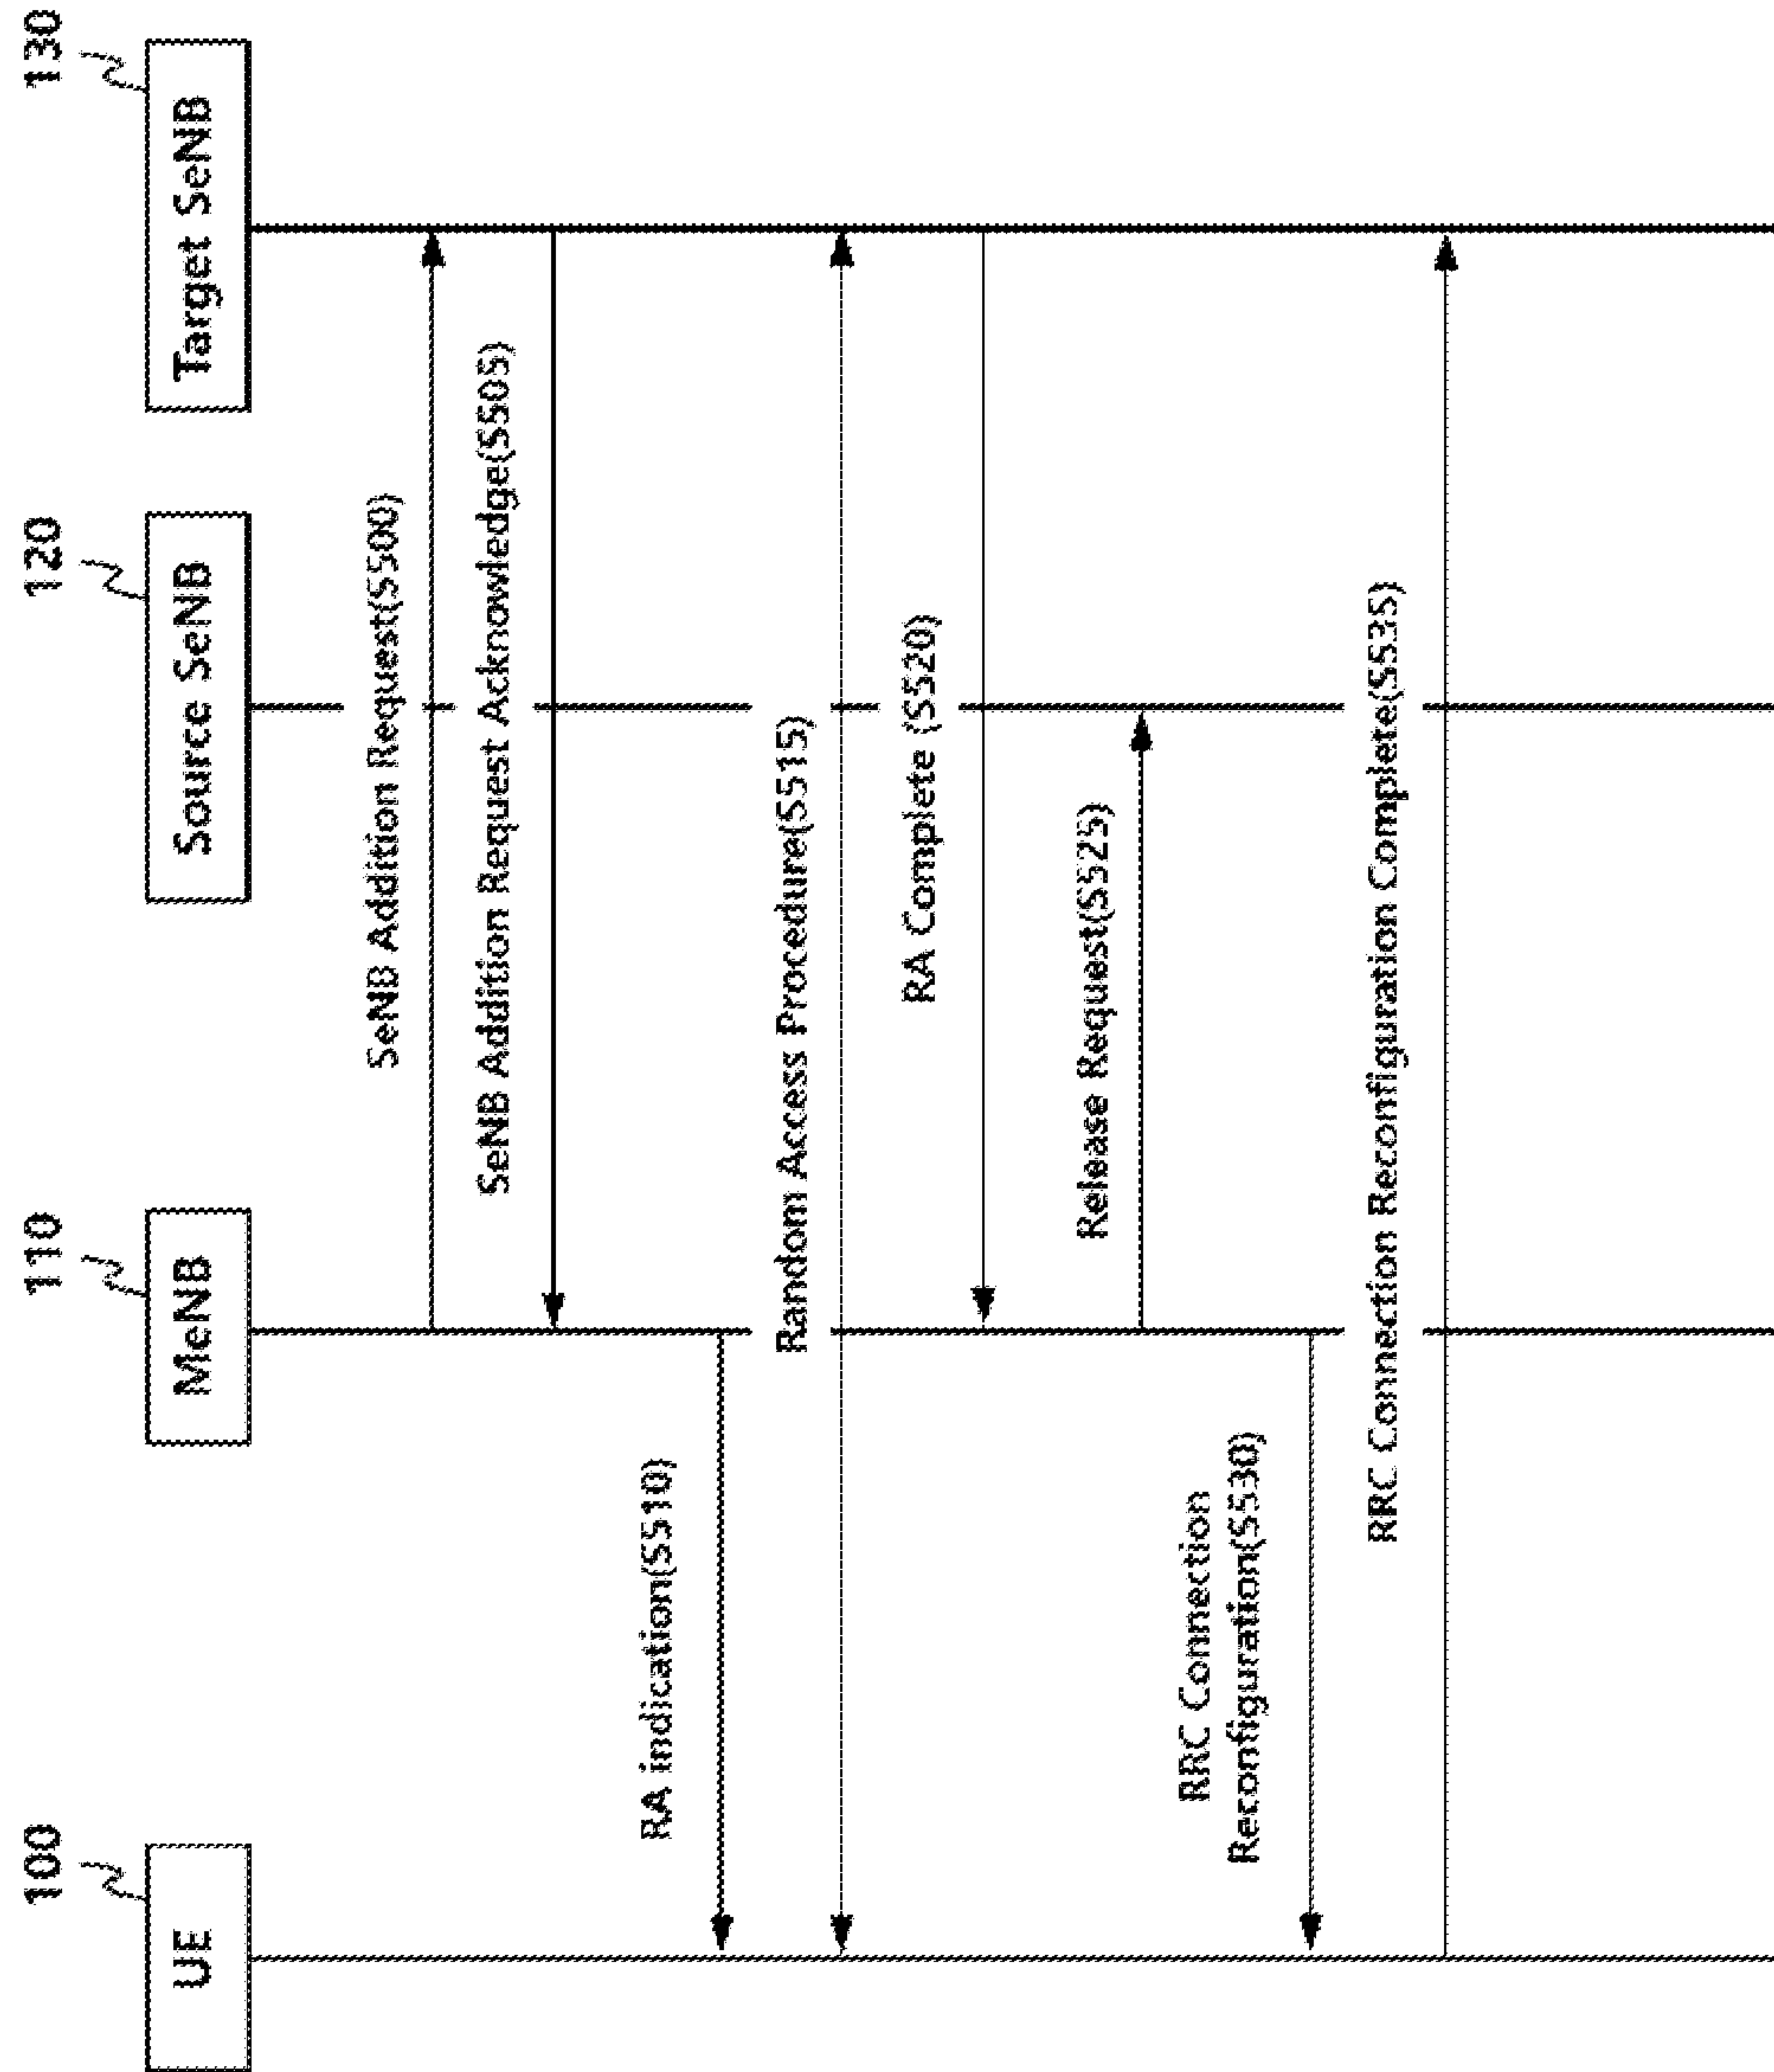 100
110
120
130
UE
MeNB
Source SeNB
Target SeNB
SeNB Addition Request(S500)
SeNB Addition Request Acknowledge(S505)
RA indication(S510)
Random Access Procedure(S515)
RA Complete (S520)
Release Request(S525)
RRC Connection
Reconfiguration(S530)
RRC Connection Reconfiguration Complete(S535)